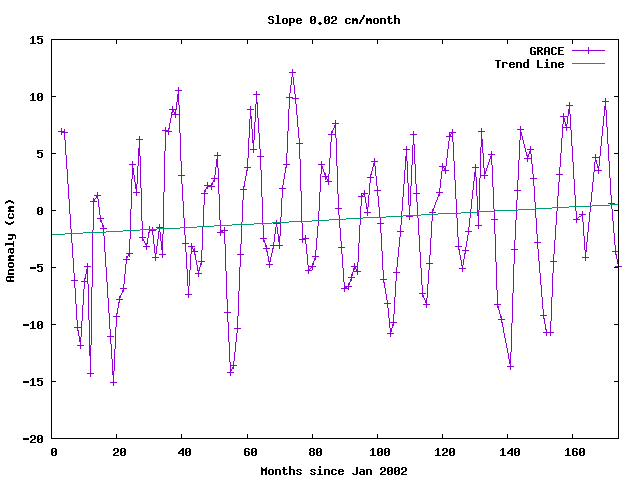 Slope 0.02 cm/month
GRACE
Trend Line
15
10
5
0
-5
-10
-15
-20
Anomaly (cm)
0 20 40 60 80 100 120 140 160
Months since Jan 2002